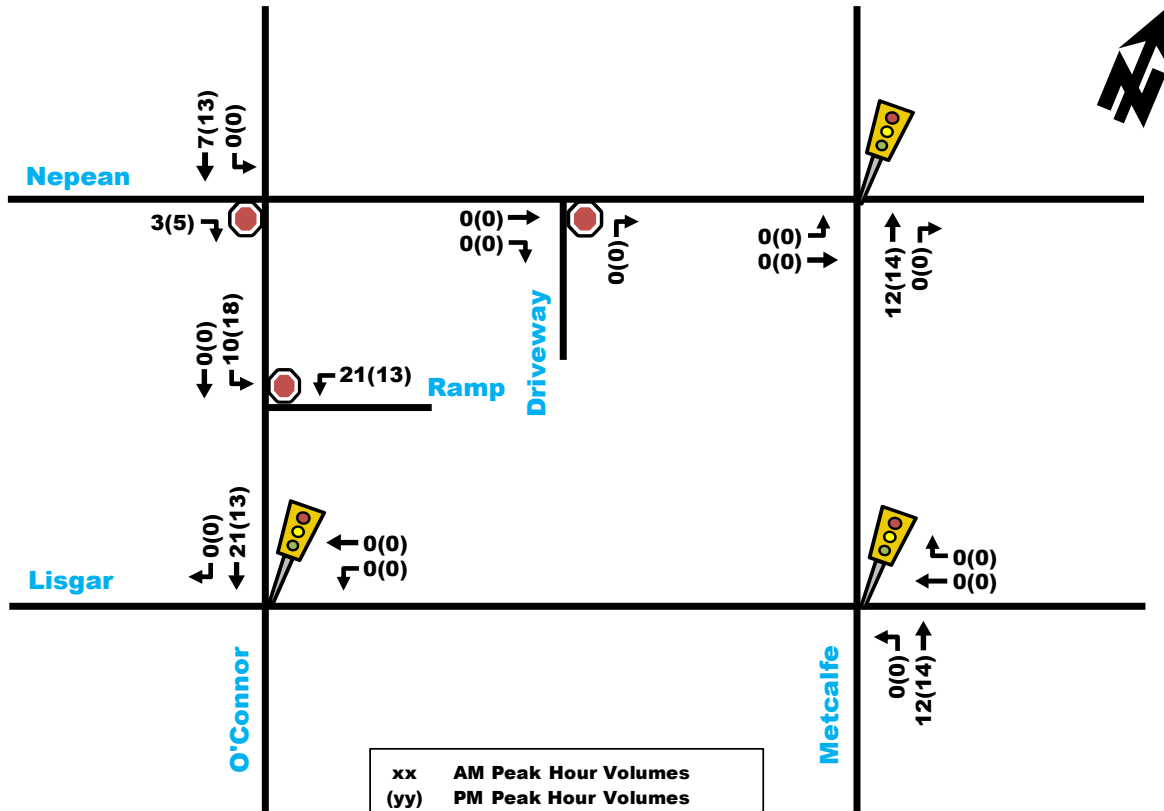 7(13)
0(0)
Nepean
3(5)
0(0)
0(0)
0(0)
0(0)
0(0)
12(14)
0(0)
Driveway
0(0)
10(18)
21(13)
Ramp
0(0)
21(13)
0(0)
0(0)
Lisgar
0(0)
0(0)
0(0)
12(14)
O'Connor
Metcalfe
N
xx AM Peak Hour Volumes
(yy) PM Peak Hour Volumes